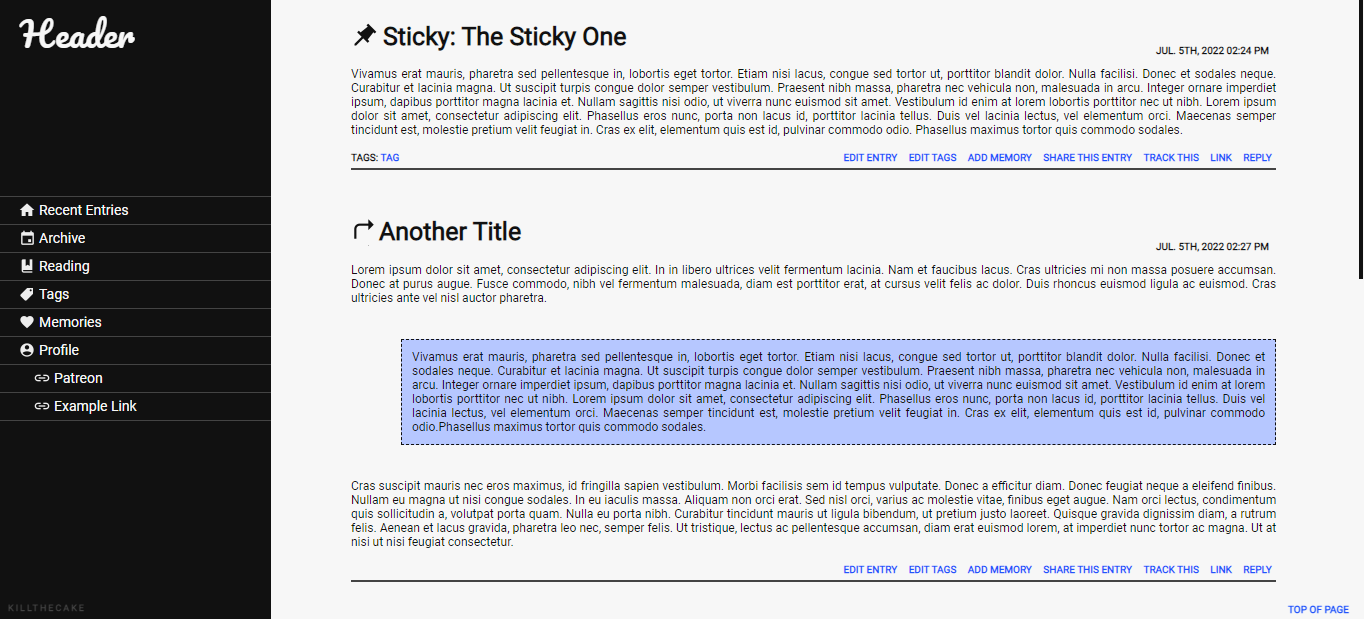 Header
Recent Entries
Archive
Reading
Tags
Memories
Profile
Patreon
Example Link
KILLTHECAKE
Sticky: The Sticky One
JUL. 5TH, 2022 02:24 PM
Vivamus erat mauris, pharetra sed pellentesque in, lobortis eget tortor. Etiam nisi lacus, congue sed tortor ut, porttitor blandit dolor. Nulla facilisi. Donec et sodales neque.
Curabitur et lacinia magna. Ut suscipit turpis congue dolor semper vestibulum. Praesent nibh massa, pharetra nec vehicula non, malesuada in arcu. Integer ornare imperdiet
ipsum, dapibus porttitor magna lacinia et. Nullam sagittis nisi odio, ut viverra nunc euismod sit amet. Vestibulum id enim at lorem lobortis porttitor nec ut nibh. Lorem ipsum
dolor sit amet, consectetur adipiscing elit. Phasellus eros nunc, porta non lacus id, porttitor lacinia tellus. Duis vel lacinia lectus, vel elementum orci. Maecenas semper
tincidunt est, molestie pretium velit feugiat in. Cras ex elit, elementum quis est id, pulvinar commodo odio. Phasellus maximus tortor quis commodo sodales.
TAGS: TAG
EDIT ENTRY EDIT TAGS ADD MEMORY SHARE THIS ENTRY TRACK THIS LINK REPLY
Another Title
JUL. 5TH, 2022 02:27 PM
Lorem ipsum dolor sit amet, consectetur adipiscing elit. In in libero ultrices velit fermentum lacinia. Nam et faucibus lacus. Cras ultricies mi non massa posuere accumsan.
Donec at purus augue. Fusce commodo, nibh vel fermentum malesuada, diam est porttitor erat, at cursus velit felis ac dolor. Duis rhoncus euismod ligula ac euismod. Cras
ultricies ante vel nisl auctor pharetra.
Vivamus erat mauris, pharetra sed pellentesque in, lobortis eget tortor. Etiam nisi lacus, congue sed tortor ut, porttitor blandit dolor. Nulla facilisi. Donec et
sodales neque. Curabitur et lacinia magna. Ut suscipit turpis congue dolor semper vestibulum. Praesent nibh massa, pharetra nec vehicula non, malesuada in
arcu. Integer ornare imperdiet ipsum, dapibus porttitor magna lacinia et. Nullam sagittis nisi odio, ut viverra nunc euismod sit amet. Vestibulum id enim at lorem
lobortis porttitor nec ut nibh. Lorem ipsum dolor sit amet, consectetur adipiscing elit. Phasellus eros nunc, porta non lacus id, porttitor lacinia tellus. Duis vel
lacinia lectus, vel elementum orci. Maecenas semper tincidunt est, molestie pretium velit feugiat in. Cras ex elit, elementum quis est id, pulvinar commodo
odio.Phasellus maximus tortor quis commodo sodales.
Cras suscipit mauris nec eros maximus, id fringilla sapien vestibulum. Morbi facilisis sem id tempus vulputate. Donec a efficitur diam. Donec feugiat neque a eleifend finibus.
Nullam eu magna ut nisi congue sodales. In eu iaculis massa. Aliquam non orci erat. Sed nisl orci, varius ac molestie vitae, finibus eget augue. Nam orci lectus, condimentum
quis sollicitudin a, volutpat porta quam. Nulla eu porta nibh. Curabitur tincidunt mauris ut ligula bibendum, ut pretium justo laoreet. Quisque gravida dignissim diam, a rutrum
felis. Aenean et lacus gravida, pharetra leo nec, semper felis. Ut tristique, lectus ac pellentesque accumsan, diam erat euismod lorem, at imperdiet nunc tortor ac magna. Ut at
nisi ut nisi feugiat consectetur.
EDIT ENTRY EDIT TAGS ADD MEMORY SHARE THIS ENTRY TRACK THIS LINK REPLY
TOP OF PAGE